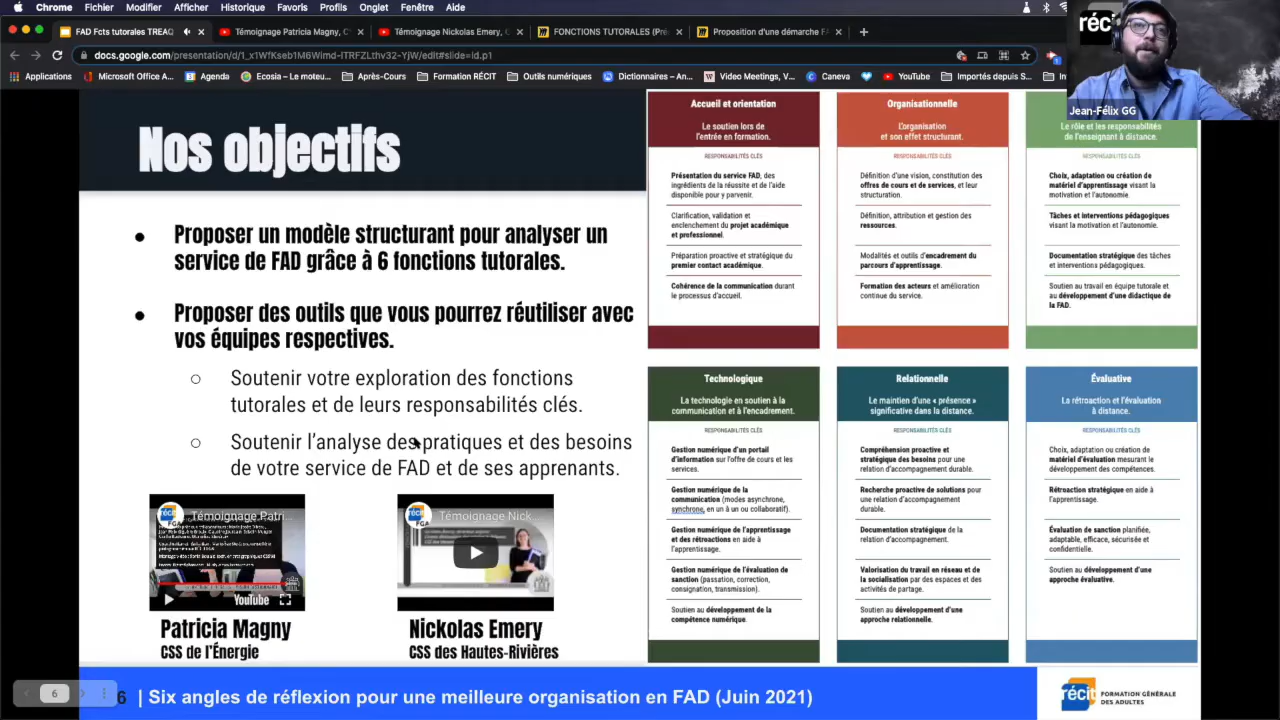 Chrome Fichier Modifier Afficher Historique Favoris Profils Onglet Fenêtre Aide
FAD Fcts tutorales TREAQ
Témoignage Patricia Magny, C
Témoignage Nickolas Emery, C
FONCTIONS TUTORALES (Pré
Proposition d'une démarche F
docs.google.com/presentation/d/1_x1WfKseb1M6Wimd-iTRFZLthv32-YjW/edit#slide=id.p1
Applications
Microsoft Office A...
Agenda
Ecosia – Le moteu...
Perso
Courants
Formation RÉCIT
Outils numériques
Dictionnaires – An...
Video Meetings, V...
Caneva
YouTube
Importés depuis S...
réci
Jean-Félix GG
Nos objectifs
● Proposer un modèle structurant pour analyser un
service de FAD grâce à 6 fonctions tutorales.
● Proposer des outils que vous pourrez réutiliser avec
vos équipes respectives.
○ Soutenir votre exploration des fonctions
tutorales et de leurs responsabilités clés.
○ Soutenir l'analyse des pratiques et des besoins
de votre service de FAD et de ses apprenants.
Témoignage Patri...
YouTube
Patricia Magny
CSS de l'Énergie
récit
FGA
Témoignage Nick
Nickolas Emery
CSS des Hautes-Rivières
Accueil et orientation
Le soutien lors de
l'entrée en formation.
RESPONSABILITÉS CLÉS
Présentation du service FAD, des
ingrédients de la réussite et de l'aide
disponible pour y parvenir.
Clarification, validation et
enclenchement du projet académique
et professionnel.
Préparation proactive et stratégique du
premier contact académique.
Cohérence de la communication durant
le processus d'accueil.
Organisationnelle
L'organisation
et son effet structurant.
RESPONSABILITÉS CLÉS
Définition d'une vision, constitution des
offres de cours et de services, et leur
structuration.
Définition, attribution et gestion des
ressources.
Modalités et outils d'encadrement du
parcours d'apprentissage.
Formation des acteurs et amélioration
continue du service.
Le rôle et les responsabilités
de l'enseignant à distance.
RESPONSABILITÉS CLÉS
Choix, adaptation ou création de
matériel d'apprentissage visant la
motivation et l'autonomie.
Tâches et interventions pédagogiques
visant la motivation et l'autonomie.
Documentation stratégique des tâches
et interventions pédagogiques.
Soutien au travail en équipe tutorale et
au développement d'une didactique de
la FAD.
Technologique
La technologie en soutien à la
communication et à l'encadrement.
RESPONSABILITÉS CLÉS
Gestion numérique d'un portail
d'information sur l'offre de cours et les
services.
Gestion numérique de la
communication (modes asynchrone,
synchrone, en un à un ou collaboratif).
Gestion numérique de l'apprentissage
et des rétroactions en aide à
l'apprentissage.
Gestion numérique de l'évaluation de
sanction (passation, correction,
consignation, transmission).
Soutien au développement de la
compétence numérique.
Relationnelle
Le maintien d'une « présence »
significative dans la distance.
RESPONSABILITÉS CLÉS
Compréhension proactive et
stratégique des besoins pour une
relation d'accompagnement durable.
Recherche proactive de solutions pour
une relation d'accompagnement
durable.
Documentation stratégique de la
relation d'accompagnement.
Valorisation du travail en réseau et de
la socialisation par des espaces et des
activités de partage.
Soutien au développement d'une
approche relationnelle.
Évaluative
La rétroaction et l'évaluation
à distance.
RESPONSABILITÉS CLÉS
Choix, adaptation ou création de
matériel d'évaluation mesurant le
développement des compétences.
Rétroaction stratégique en aide à
l'apprentissage.
Évaluation de sanction planifiée,
adaptable, efficace, sécurisée et
confidentielle.
Soutien au développement d'une
approche évaluative.
6
6 | Six angles de réflexion pour une meilleure organisation en FAD (Juin 2021)
récit
FORMATION GÉNÉRALE
DES ADULTES